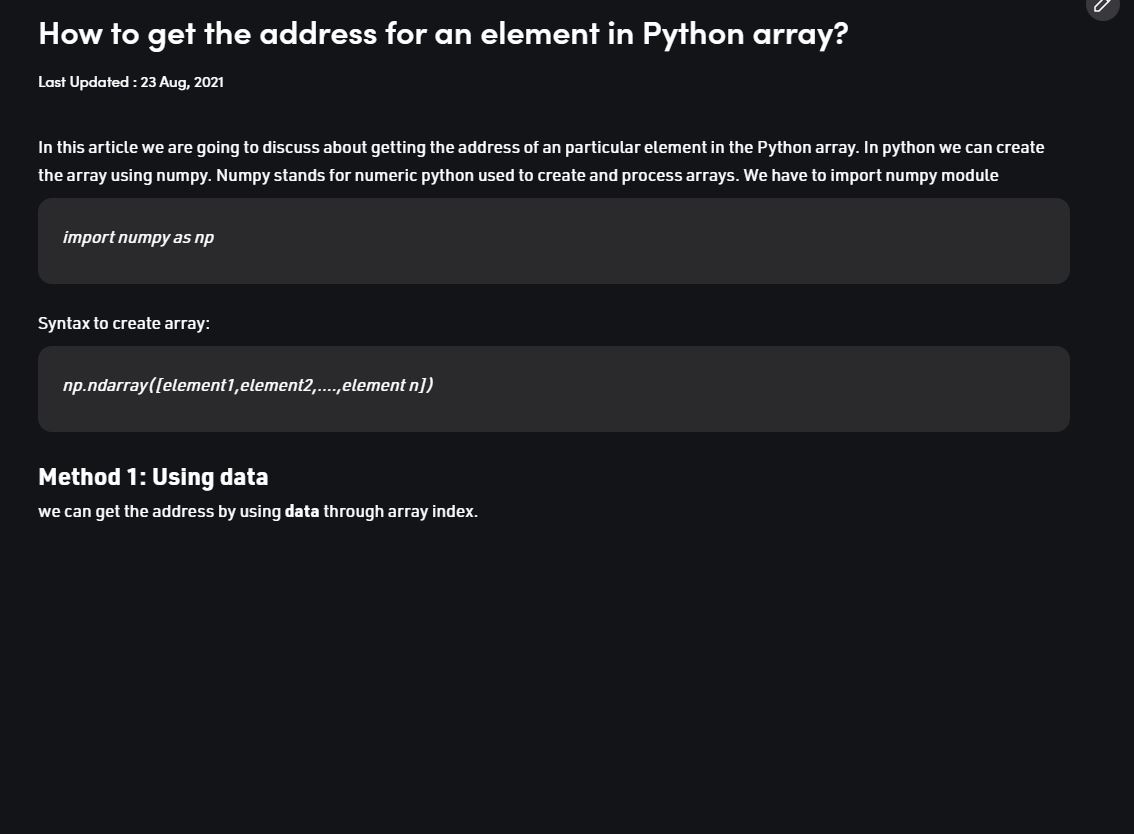 How to get the address for an element in Python array?
Last Updated : 23 Aug, 2021
In this article we are going to discuss about getting the address of an particular element in the Python array. In python we can create
the array using numpy. Numpy stands for numeric python used to create and process arrays. We have to import numpy module
import numpy as np
Syntax to create array:
np.ndarray([element1,element2,....,element n])
Method 1: Using data
we can get the address by using data through array index.